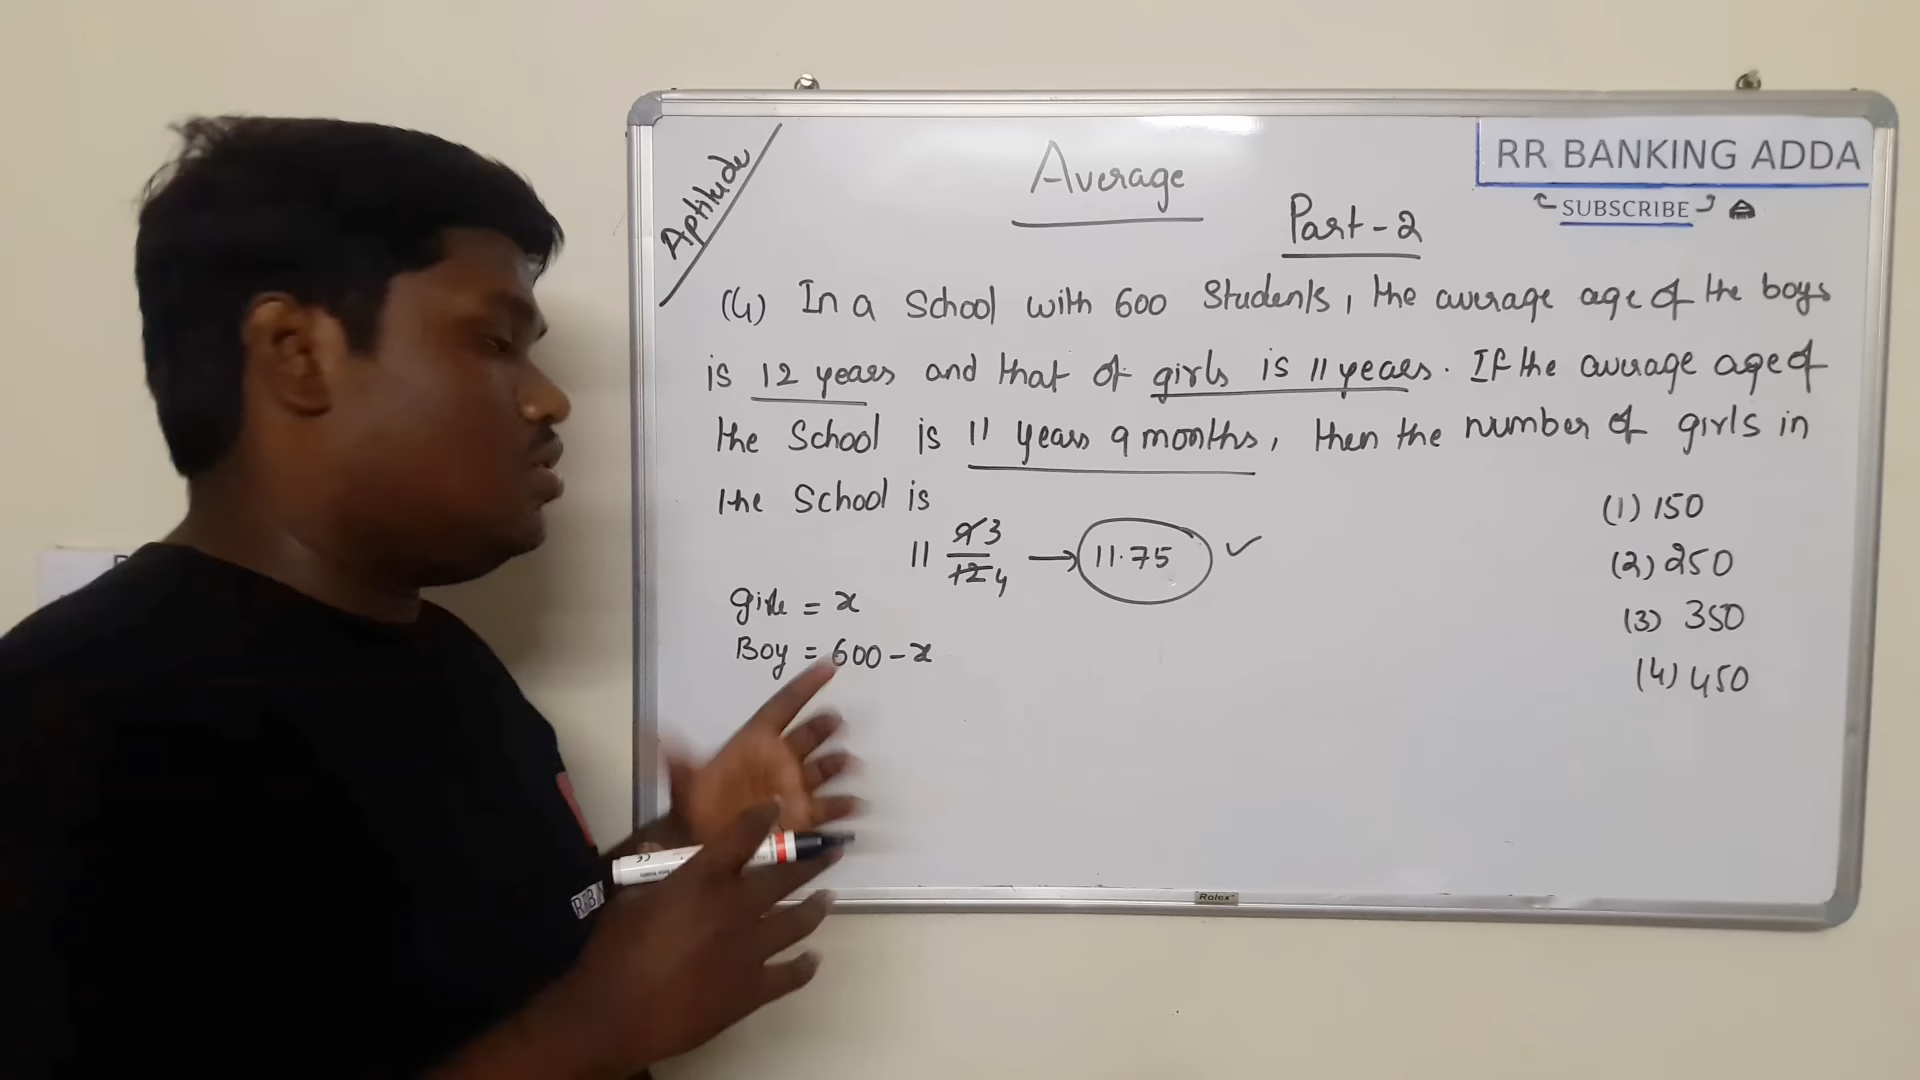 Aptitude
Average
Part-2
RR BANKING ADDA
SUBSCRIBE
(4) In a School with 600 Students, the average age of the boys
is 12 years and that of girls is 11 years. If the average age of
the School is 11 years 9 months, then the number of girls in
the School is
11 9/12 3/4 → 11.75 ✓
girls = x
Boy = 600 - x
(1) 150
(2) 250
(3) 350
(4) 450
Rolex